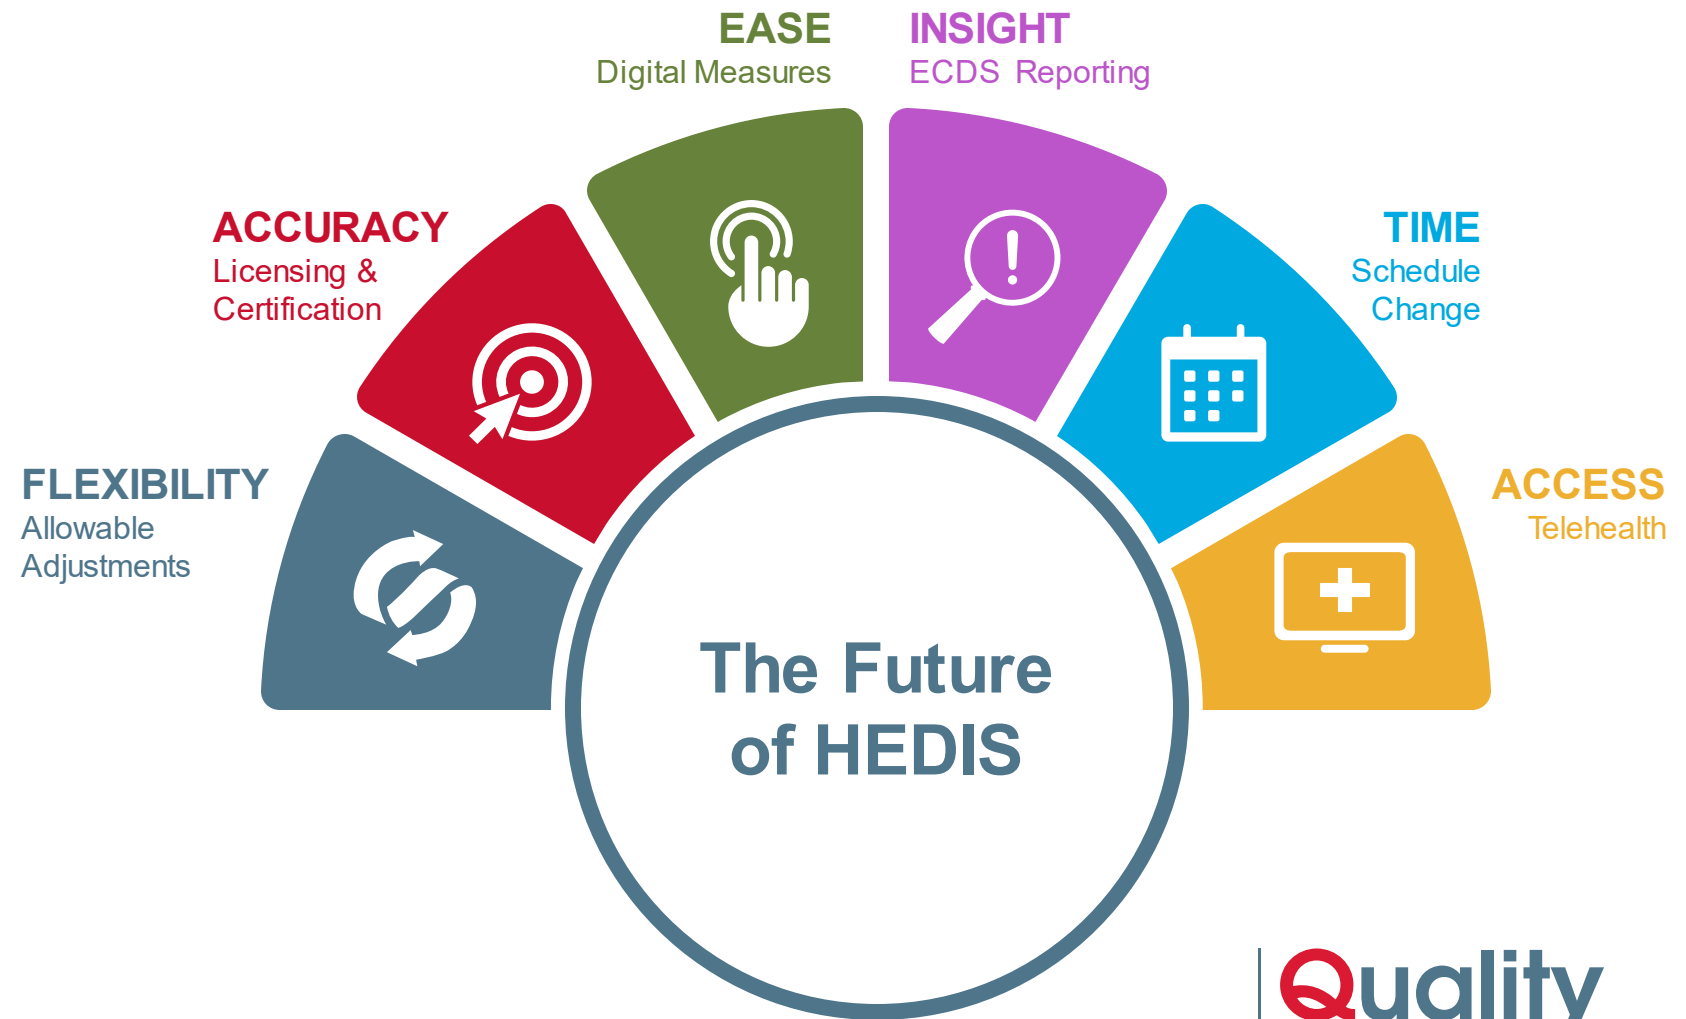 EASE
Digital Measures
INSIGHT
ECDS Reporting
ACCURACY
Licensing &
Certification
TIME
Schedule
Change
FLEXIBILITY
Allowable
Adjustments
ACCESS
Telehealth
The Future
of HEDIS
Quality